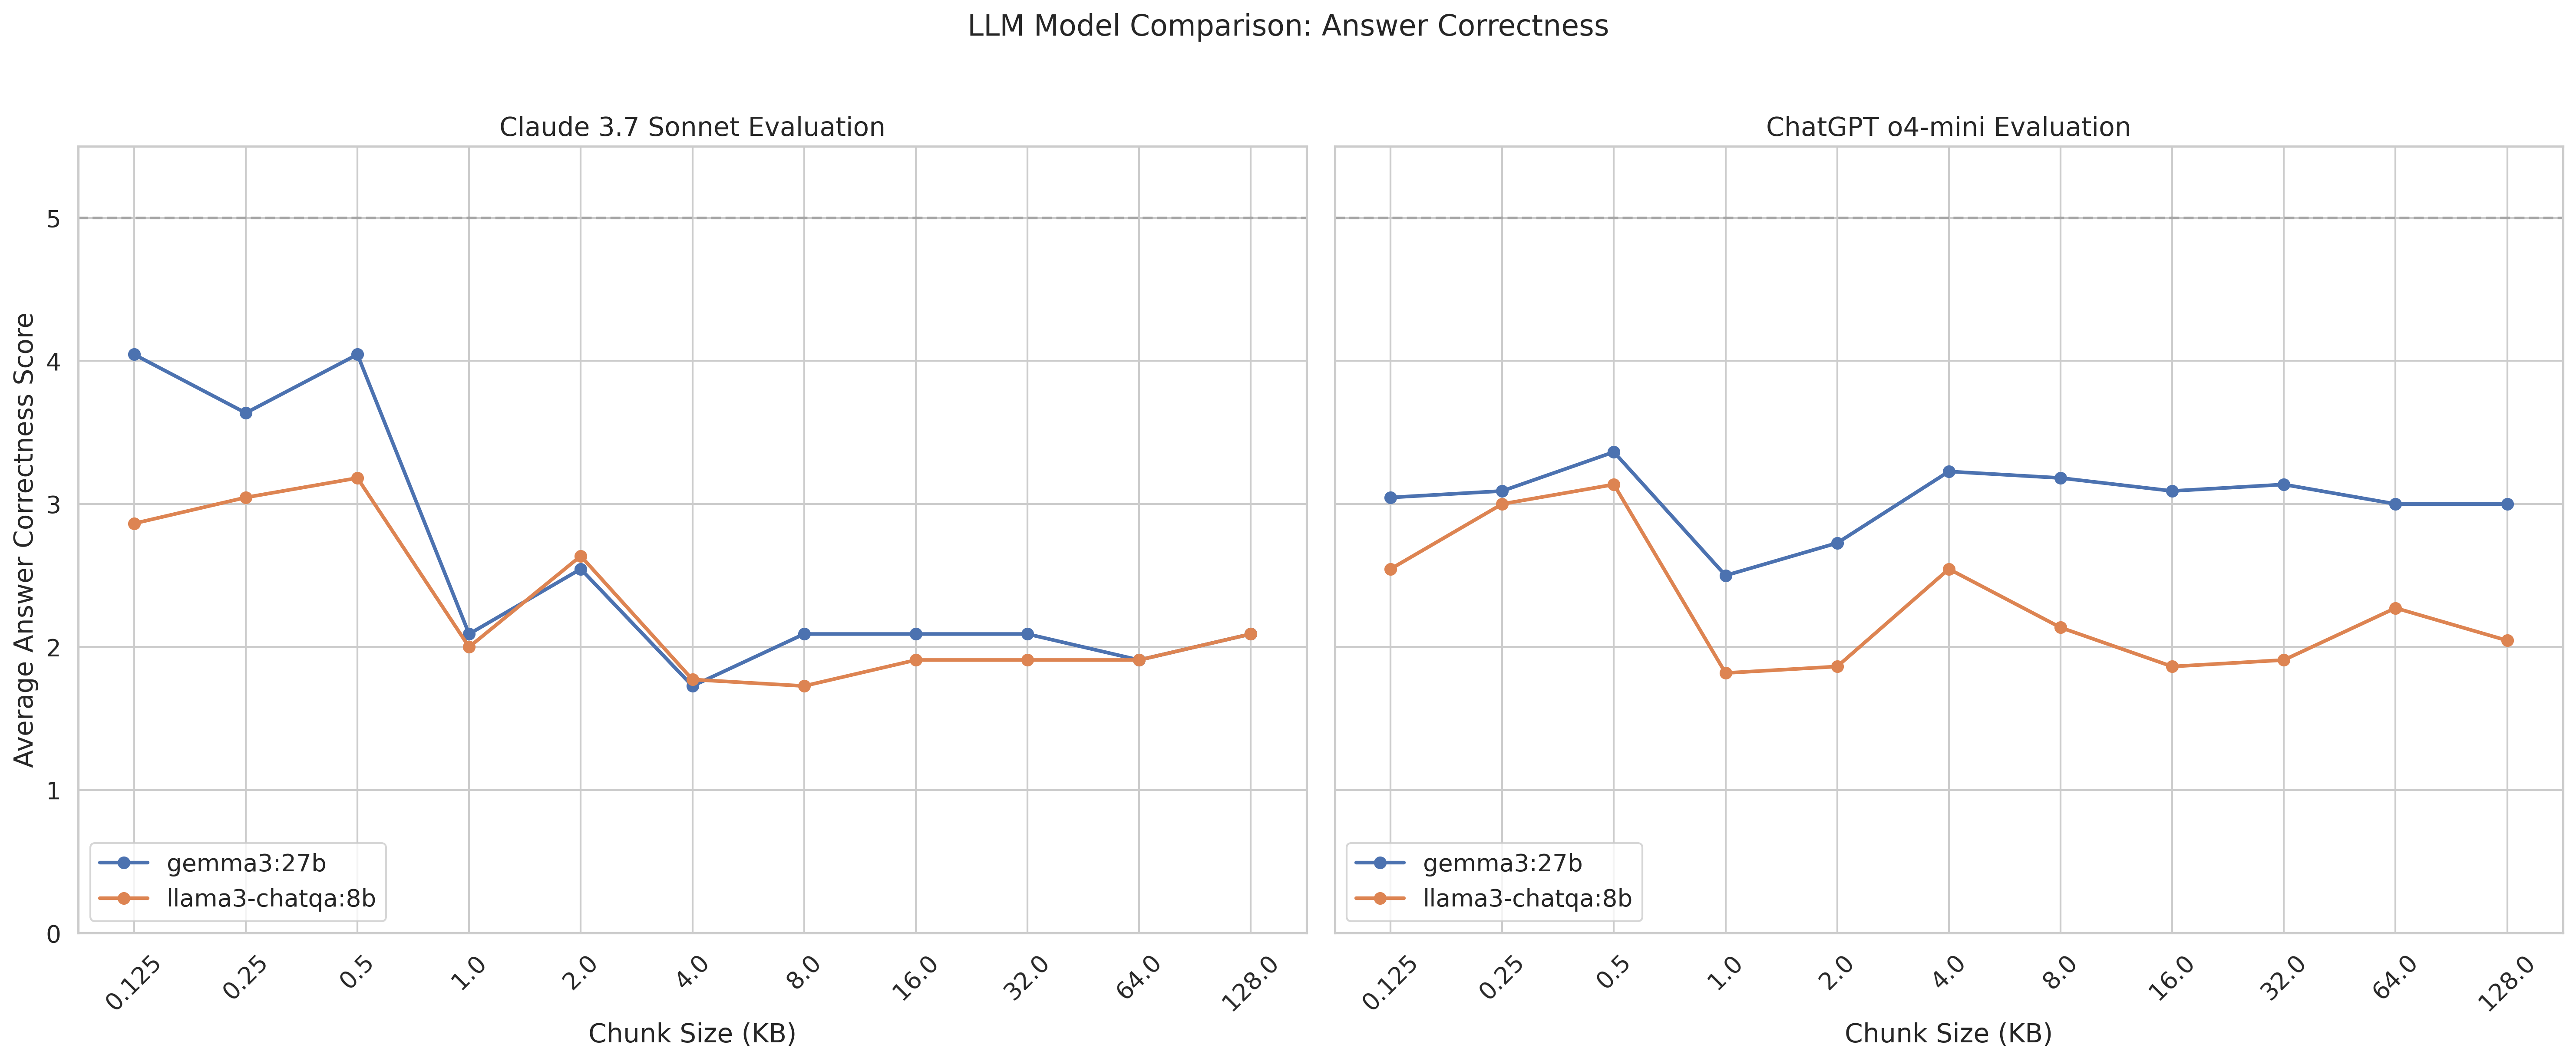 LLM Model Comparison: Answer Correctness
Claude 3.7 Sonnet Evaluation
Average Answer Correctness Score
5
4
3
2
1
0
gemma3:27b
llama3-chatqa:8b
0.125
0.25
0.5
1.0
2.0
4.0
8.0
16.0
32.0
64.0
128.0
Chunk Size (KB)
ChatGPT o4-mini Evaluation
gemma3:27b
llama3-chatqa:8b
0.125
0.25
0.5
1.0
2.0
4.0
8.0
16.0
32.0
64.0
128.0
Chunk Size (KB)